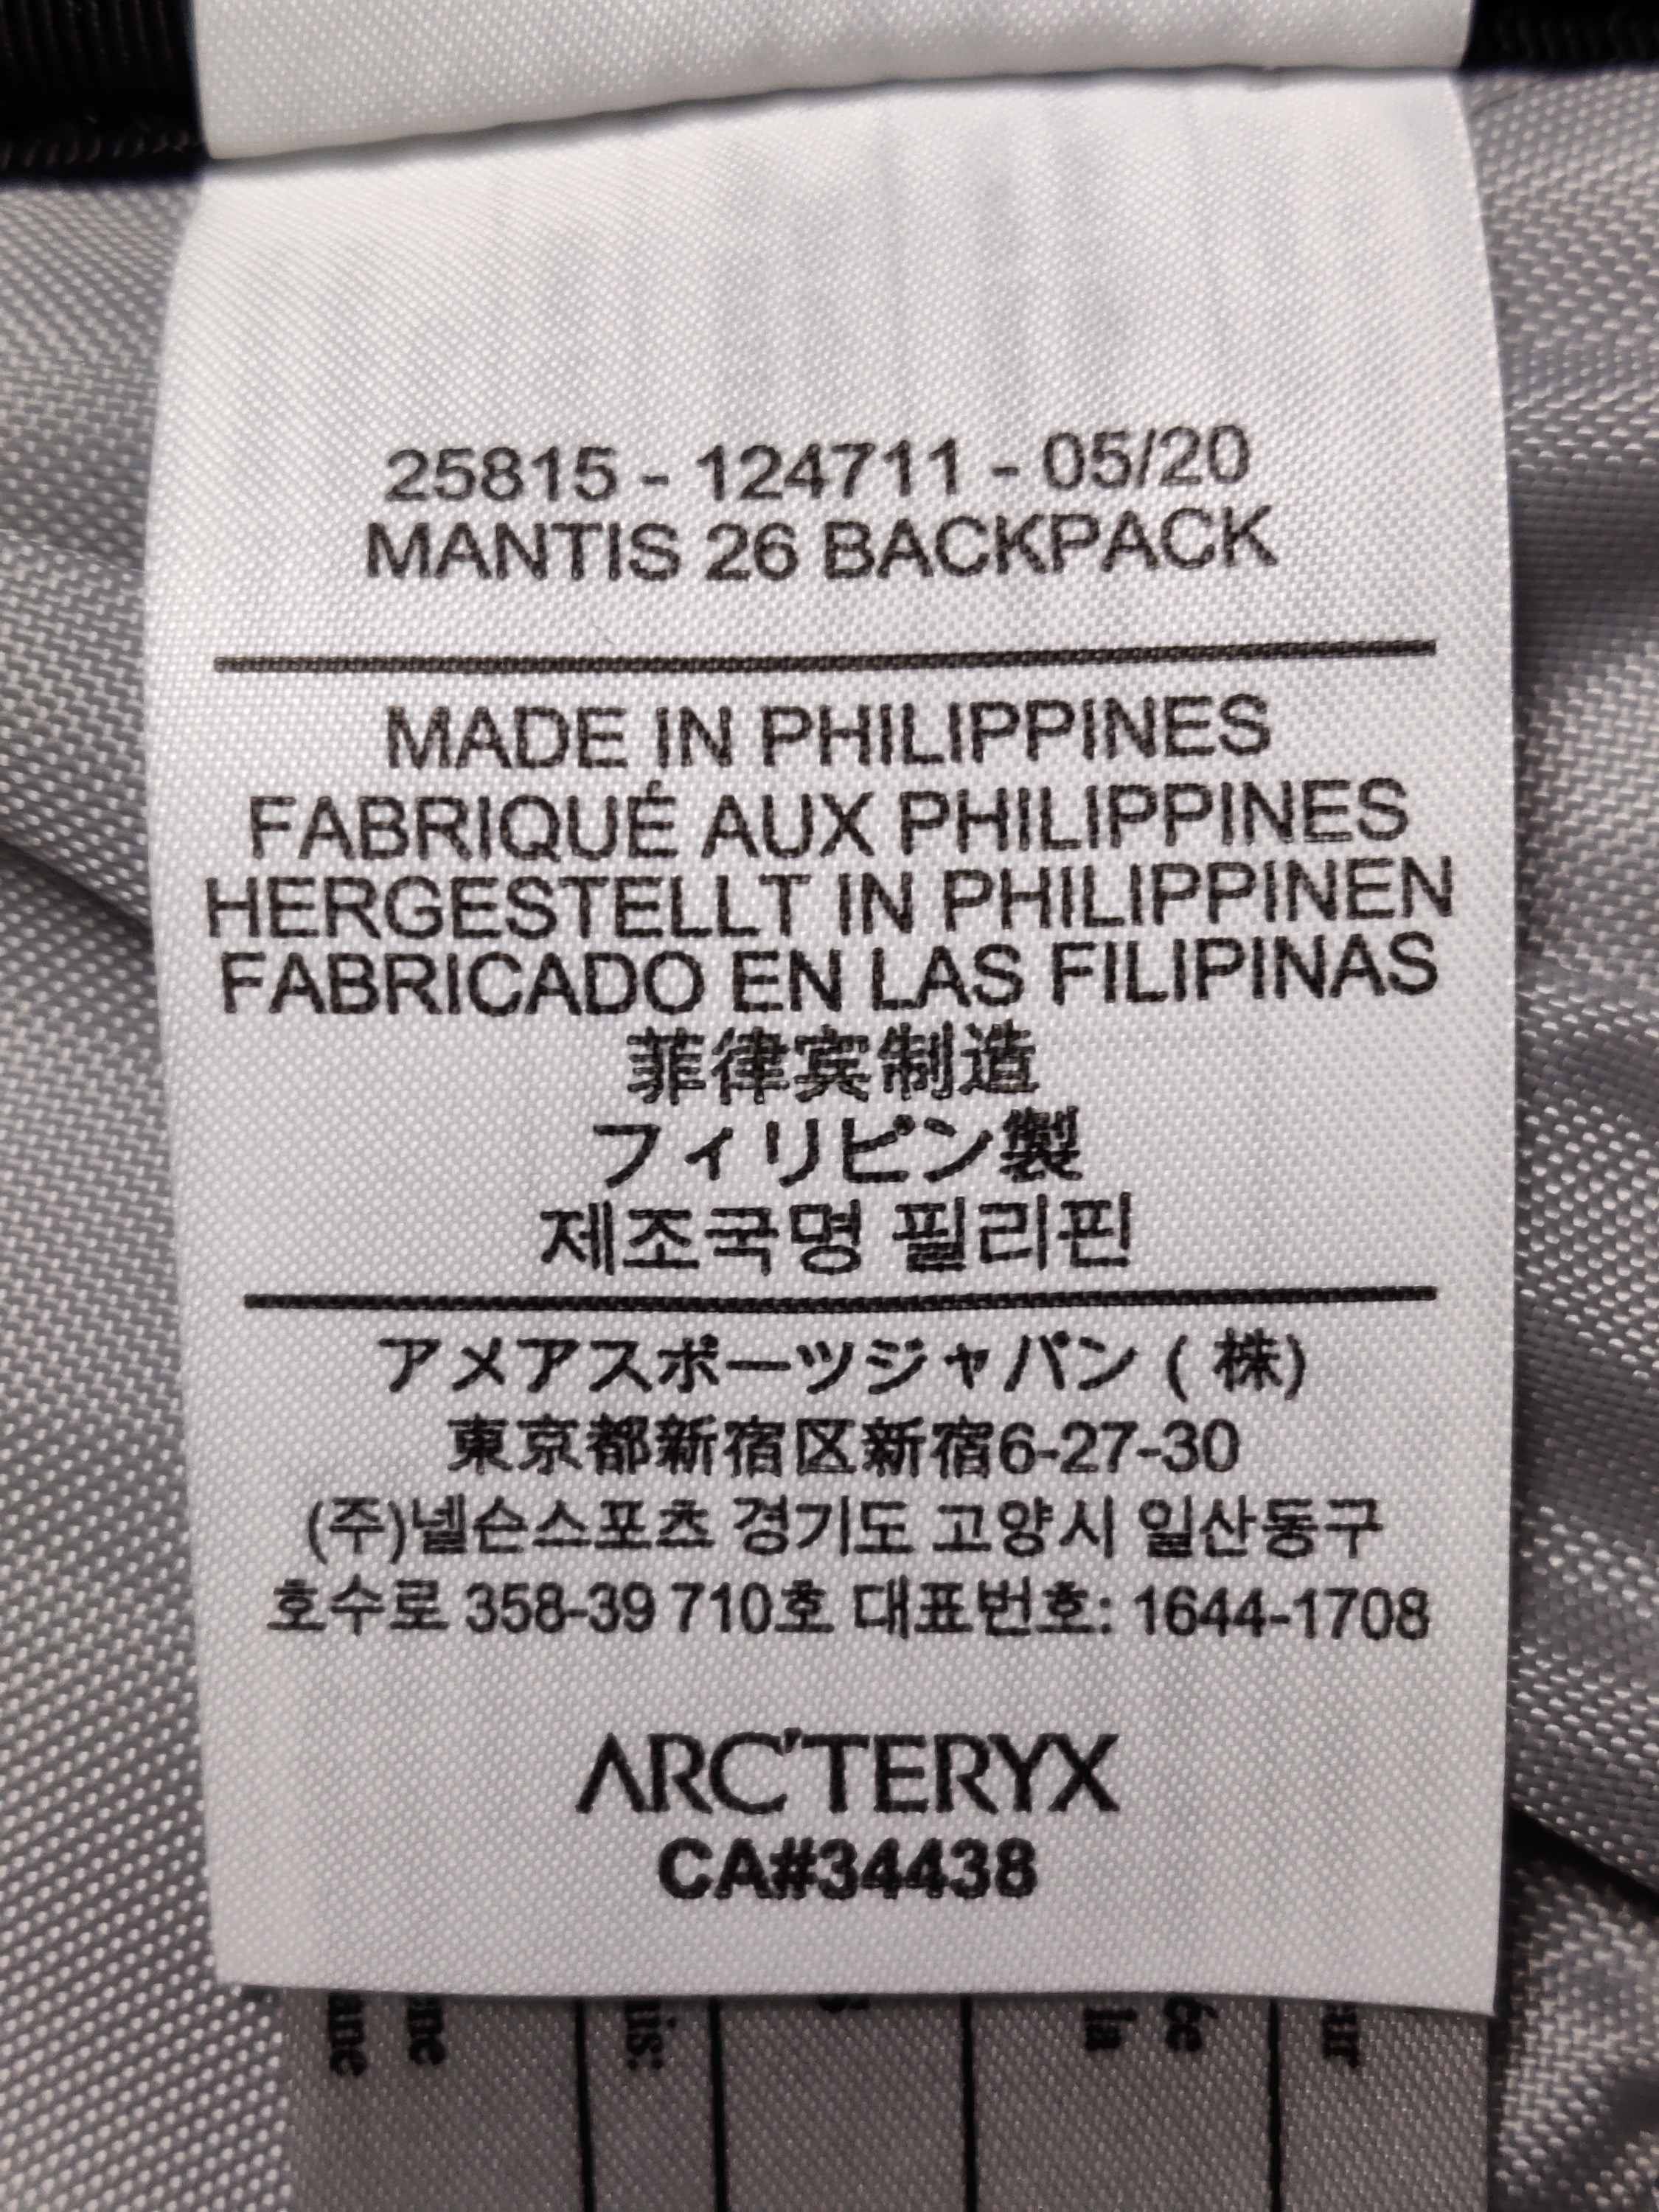 25815 - 124711 - 05/20
MANTIS 26 BACKPACK
MADE IN PHILIPPINES
FABRIQUÉ AUX PHILIPPINES
HERGESTELLT IN PHILIPPINEN
FABRICADO EN LAS FILIPINAS
菲律宾制造
フィリピン製
제조국명 필리핀
アメアスポーツジャパン ( 株)
東京都新宿区新宿6-27-30
(주)넬슨스포츠 경기도 고양시 일산동구
호수로 358-39 710호 대표번호: 1644-1708
ARC'TERYX
CA#34438
la